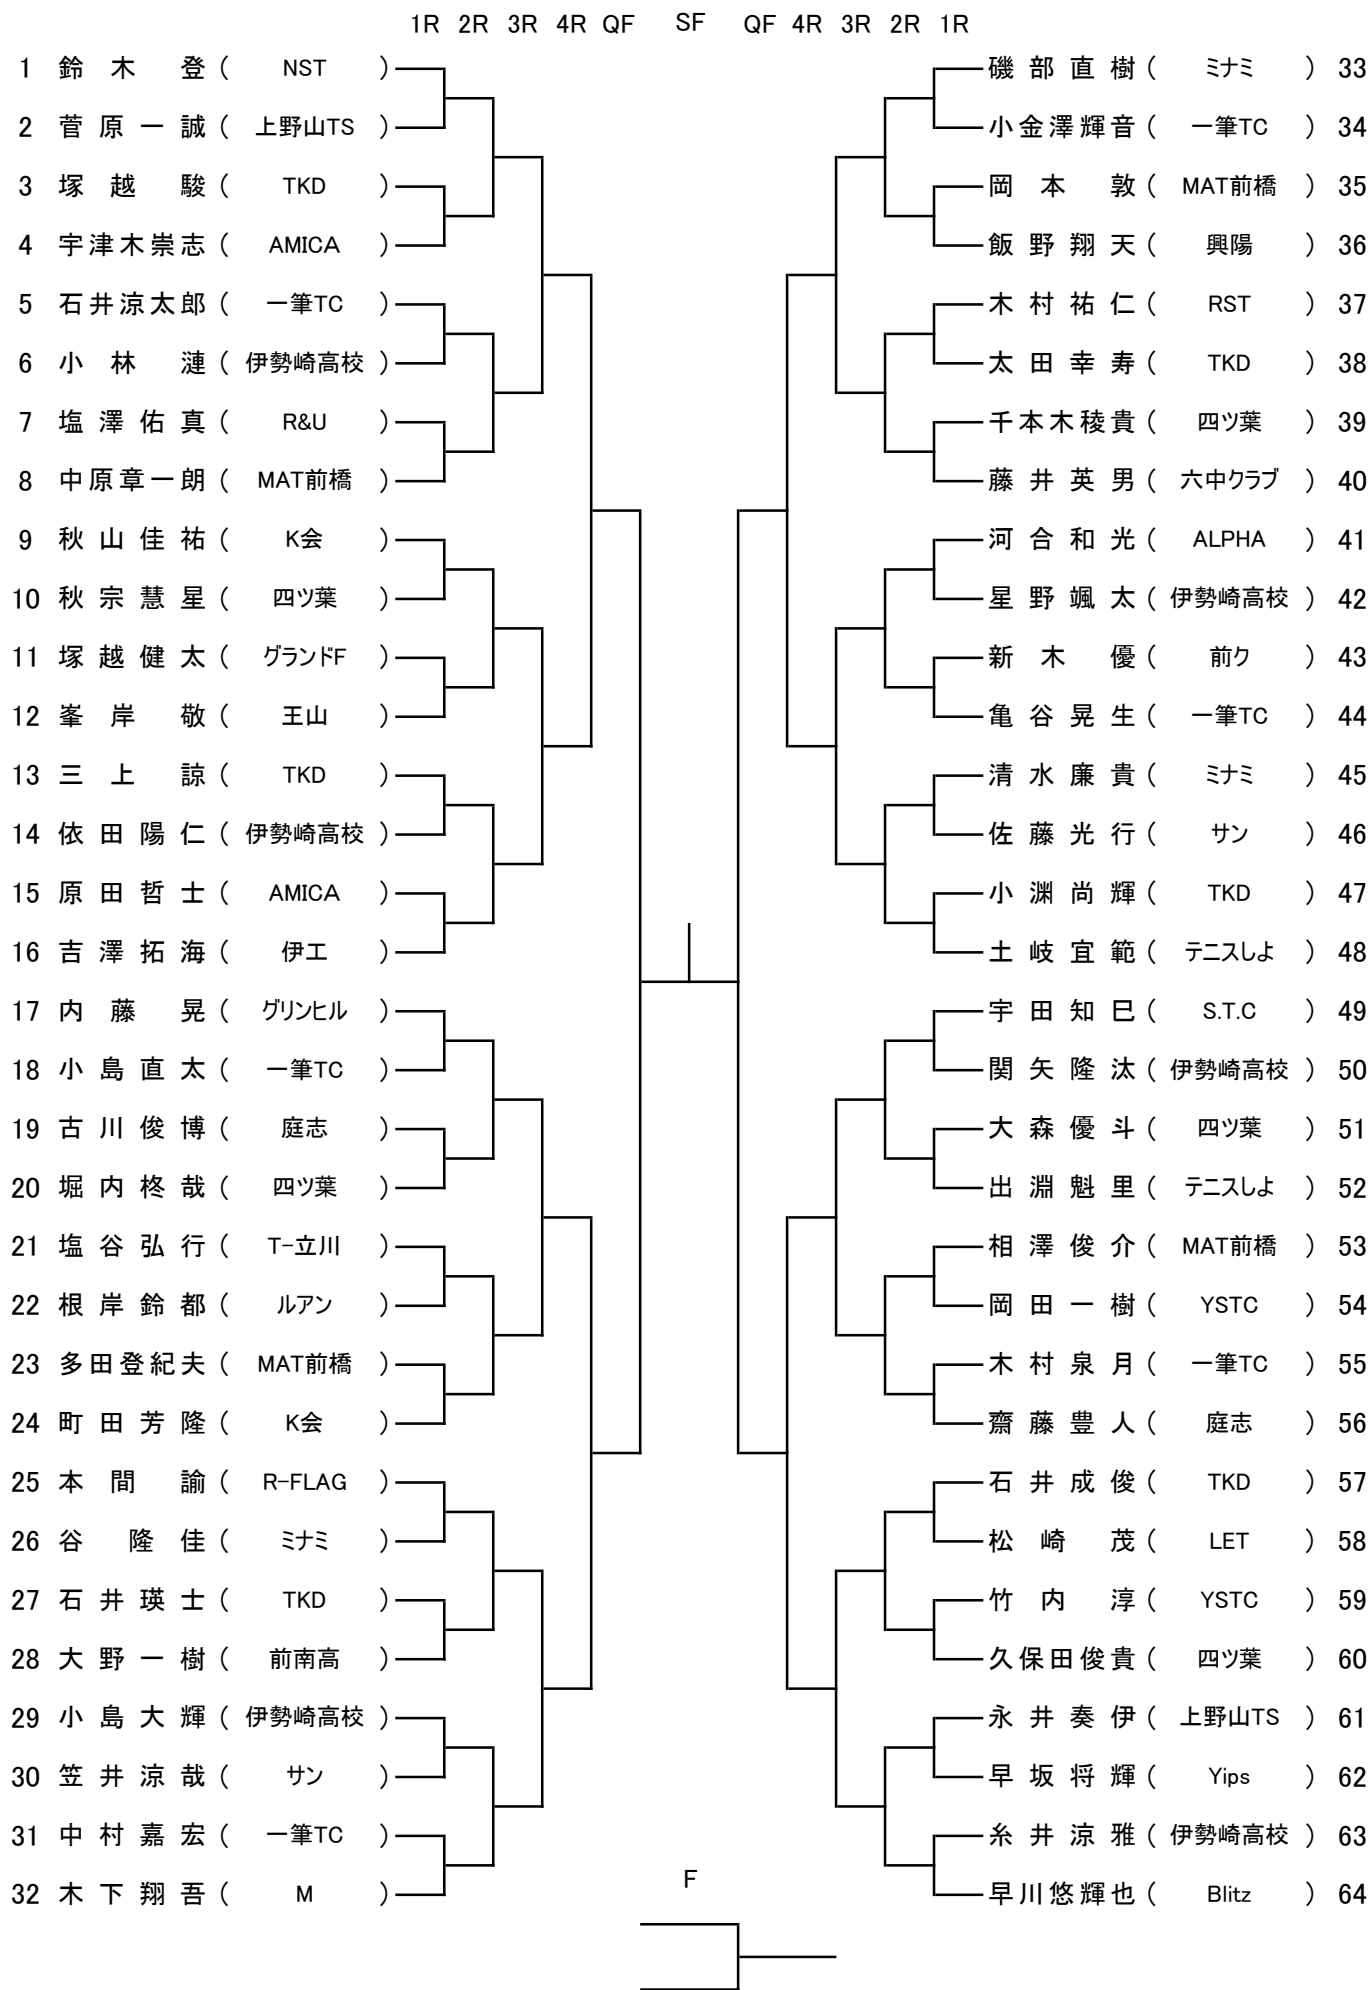 1R 2R 3R 4R QF SF QF 4R 3R 2R 1R
1 鈴木 登 ( NST )
2 菅原一誠 ( 上野山TS )
3 塚越 駿 ( TKD )
4 宇津木崇志 ( AMICA )
5 石井涼太郎 ( 一筆TC )
6 小林 漣 ( 伊勢崎高校 )
7 塩澤佑真 ( R&U )
8 中原章一朗 ( MAT前橋 )
9 秋山佳祐 ( K会 )
10 秋宗慧星 ( 四ツ葉 )
11 塚越健太 ( グランドF )
12 峯岸 敬 ( 王山 )
13 三上 諒 ( TKD )
14 依田陽仁 ( 伊勢崎高校 )
15 原田哲士 ( AMICA )
16 吉澤拓海 ( 伊工 )
17 内藤 晃 ( グリンヒル )
18 小島直太 ( 一筆TC )
19 古川俊博 ( 庭志 )
20 堀内柊哉 ( 四ツ葉 )
21 塩谷弘行 ( T-立川 )
22 根岸鈴都 ( ルアン )
23 多田登紀夫 ( MAT前橋 )
24 町田芳隆 ( K会 )
25 本間 諭 ( R-FLAG )
26 谷 隆佳 ( ミナミ )
27 石井瑛士 ( TKD )
28 大野一樹 ( 前南高 )
29 小島大輝 ( 伊勢崎高校 )
30 笠井涼哉 ( サン )
31 中村嘉宏 ( 一筆TC )
32 木下翔吾 ( M )
磯部直樹 ( ミナミ ) 33
小金澤輝音 ( 一筆TC ) 34
岡本 敦 ( MAT前橋 ) 35
飯野翔天 ( 興陽 ) 36
木村祐仁 ( RST ) 37
太田幸寿 ( TKD ) 38
千本木稜貴 ( 四ツ葉 ) 39
藤井英男 ( 六中クラブ ) 40
河合和光 ( ALPHA ) 41
星野颯太 ( 伊勢崎高校 ) 42
新木 優 ( 前ク ) 43
亀谷晃生 ( 一筆TC ) 44
清水廉貴 ( ミナミ ) 45
佐藤光行 ( サン ) 46
小渊尚輝 ( TKD ) 47
土岐宜範 ( テニスしよ ) 48
宇田知巳 ( S.T.C ) 49
関矢隆汰 ( 伊勢崎高校 ) 50
大森優斗 ( 四ツ葉 ) 51
出淵魁里 ( テニスしよ ) 52
相澤俊介 ( MAT前橋 ) 53
岡田一樹 ( YSTC ) 54
木村泉月 ( 一筆TC ) 55
齋藤豊人 ( 庭志 ) 56
石井成俊 ( TKD ) 57
松崎 茂 ( LET ) 58
竹内 淳 ( YSTC ) 59
久保田俊貴 ( 四ツ葉 ) 60
永井奏伊 ( 上野山TS ) 61
早坂将輝 ( Yips ) 62
糸井涼雅 ( 伊勢崎高校 ) 63
早川悠輝也 ( Blitz ) 64
F